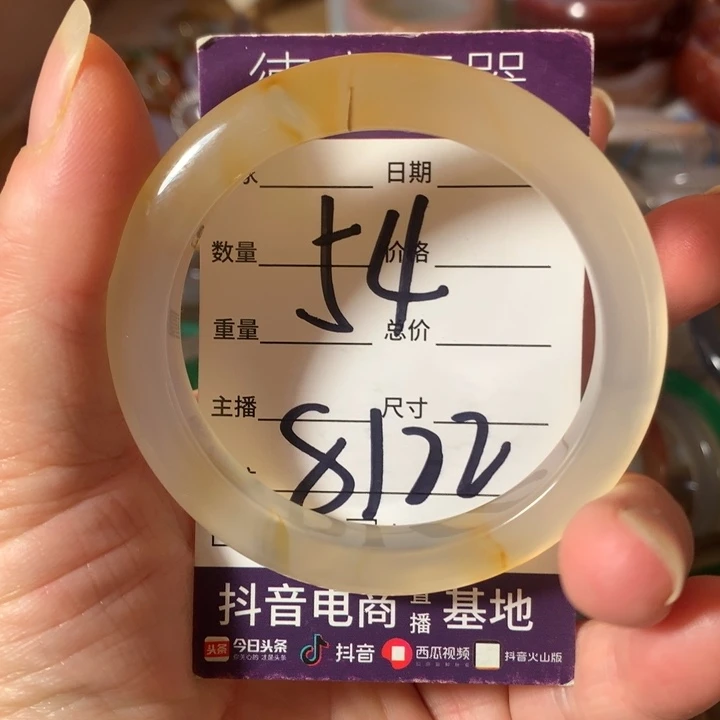 日期
数量 价格
54
重量 总价
主播 尺寸
8122
抖音电商直播基地
头条 今日头条 抖音 西瓜视频 抖音火山版